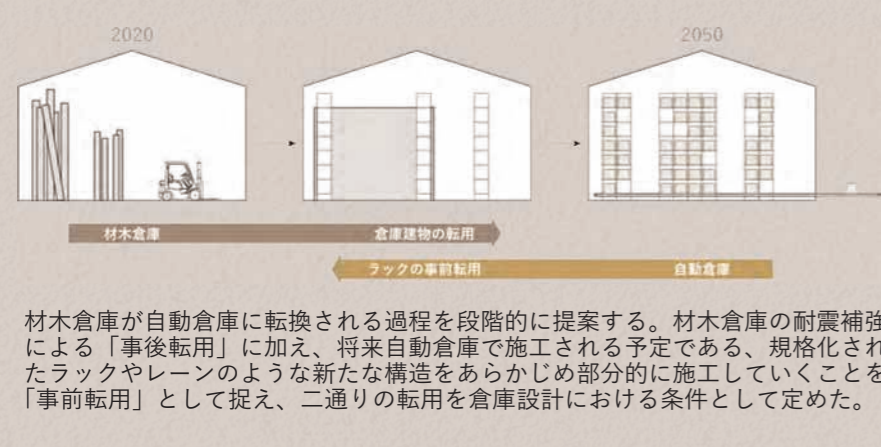 2020
2050
材木倉庫
倉庫建物の転用
ラックの事前転用
自動倉庫
材木倉庫が自動倉庫に転換される過程を段階的に提案する。材木倉庫の耐震補強
による「事後転用」に加え、将来自動倉庫で施工される予定である、規格化され
たラックやレーンのような新たな構造をあらかじめ部分的に施工していくことを
「事前転用」として捉え、二通りの転用を倉庫設計における条件として定めた。